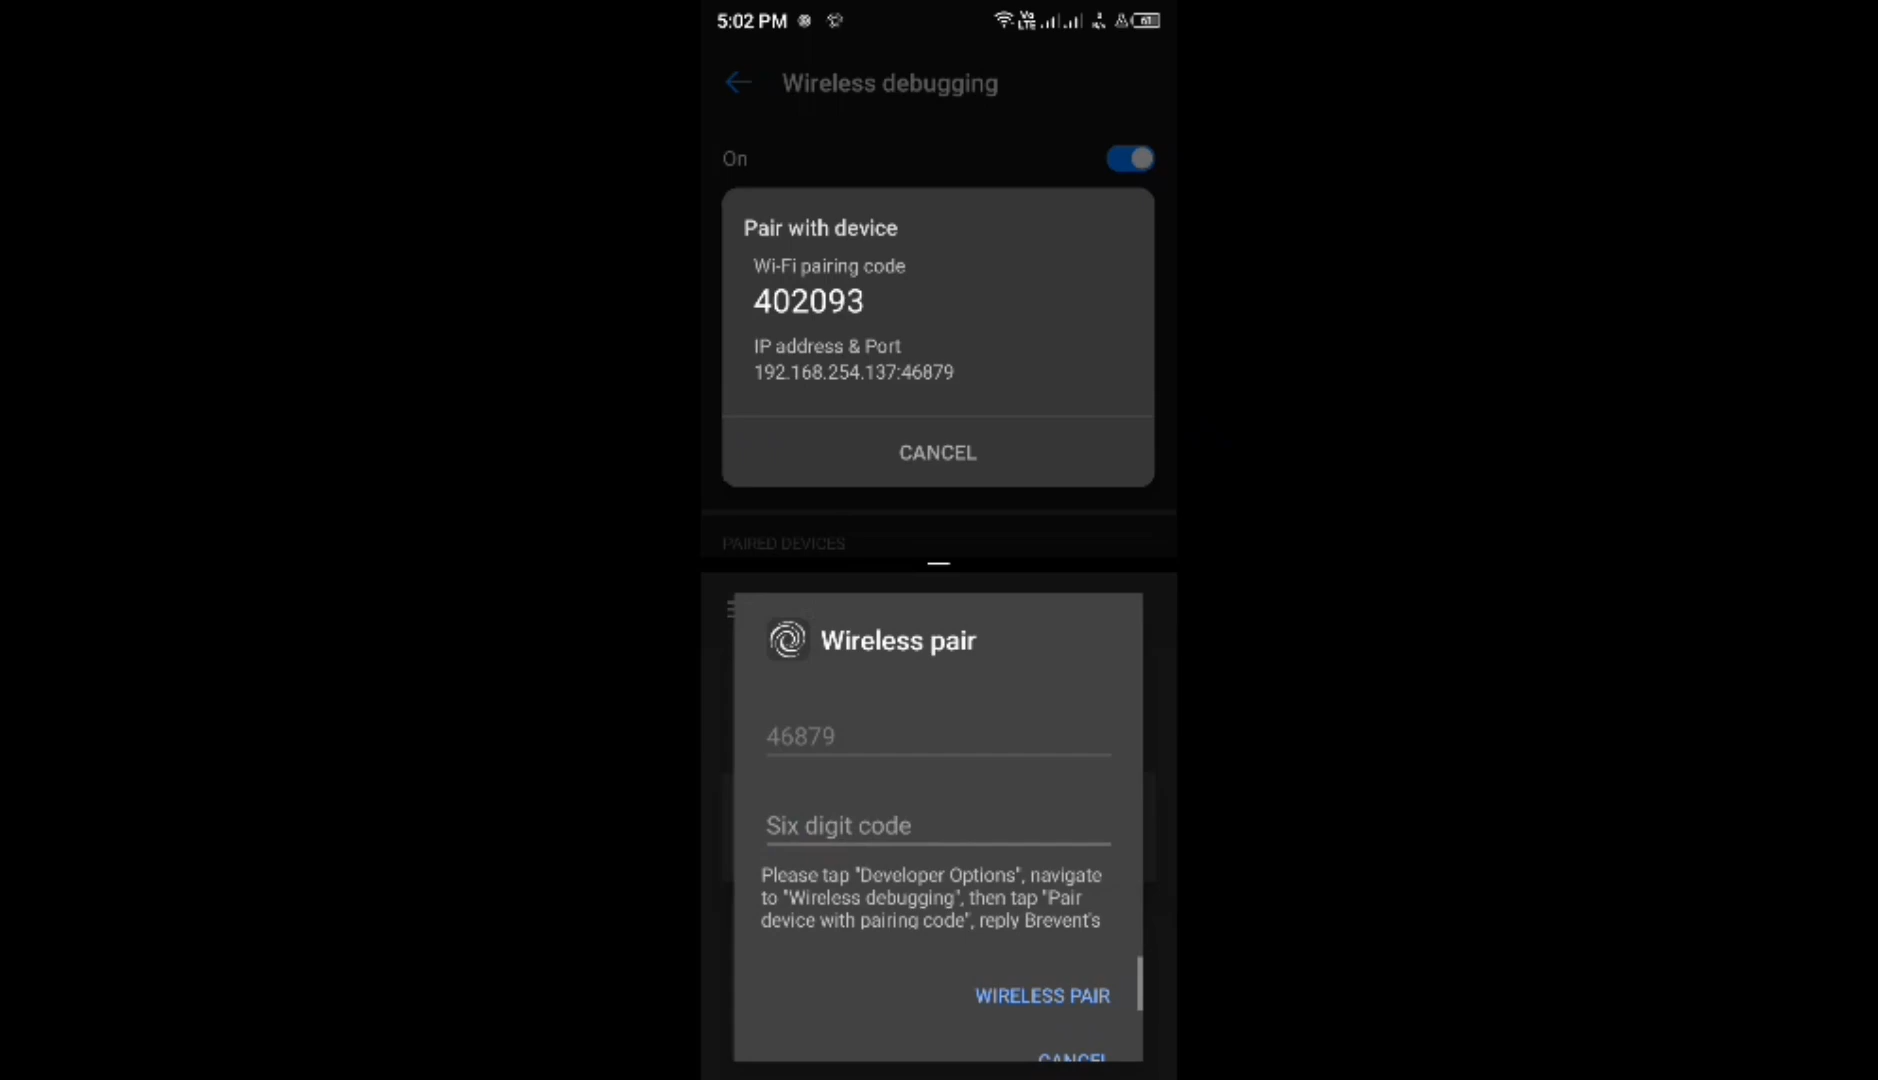 5:02 PM
Wireless debugging
On
Pair with device
Wi-Fi pairing code
402093
IP address & Port
192.168.254.137:46879
CANCEL
PAIRED DEVICES
Wireless pair
46879
Six digit code
Please tap "Developer Options", navigate
to "Wireless debugging", then tap "Pair
device with pairing code", reply Brevent's
WIRELESS PAIR
CANCEL